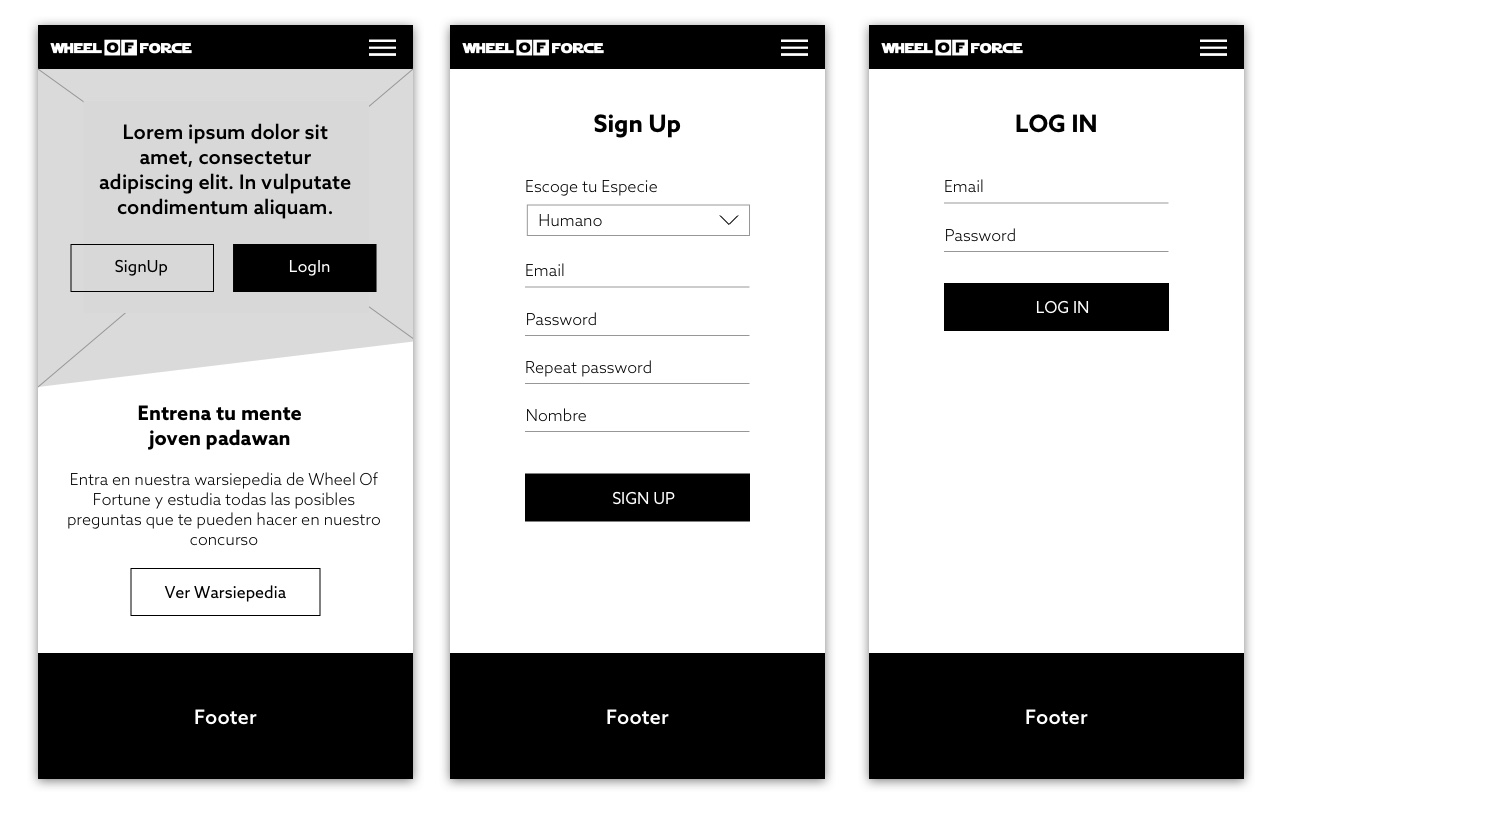 WHEEL OF FORCE
Lorem ipsum dolor sit
amet, consectetur
adipiscing elit. In vulputate
condimentum aliquam.
SignUp
LogIn
Entrena tu mente
joven padawan
Entra en nuestra warsiepedia de Wheel Of
Fortune y estudia todas las posibles
preguntas que te pueden hacer en nuestro
concurso
Ver Warsiepedia
Footer
WHEEL OF FORCE
Sign Up
Escoge tu Especie
Humano
Email
Password
Repeat password
Nombre
SIGN UP
Footer
WHEEL OF FORCE
LOG IN
Email
Password
LOG IN
Footer